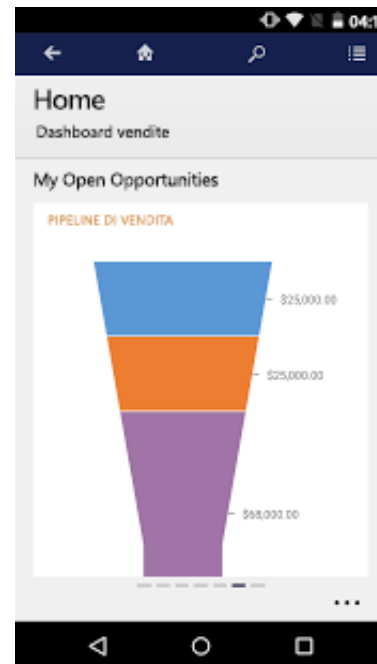 04:1
Home
Dashboard vendite
My Open Opportunities
PIPELINE DI VENDITA
$25,000.00
$25,000.00
$68,000.00